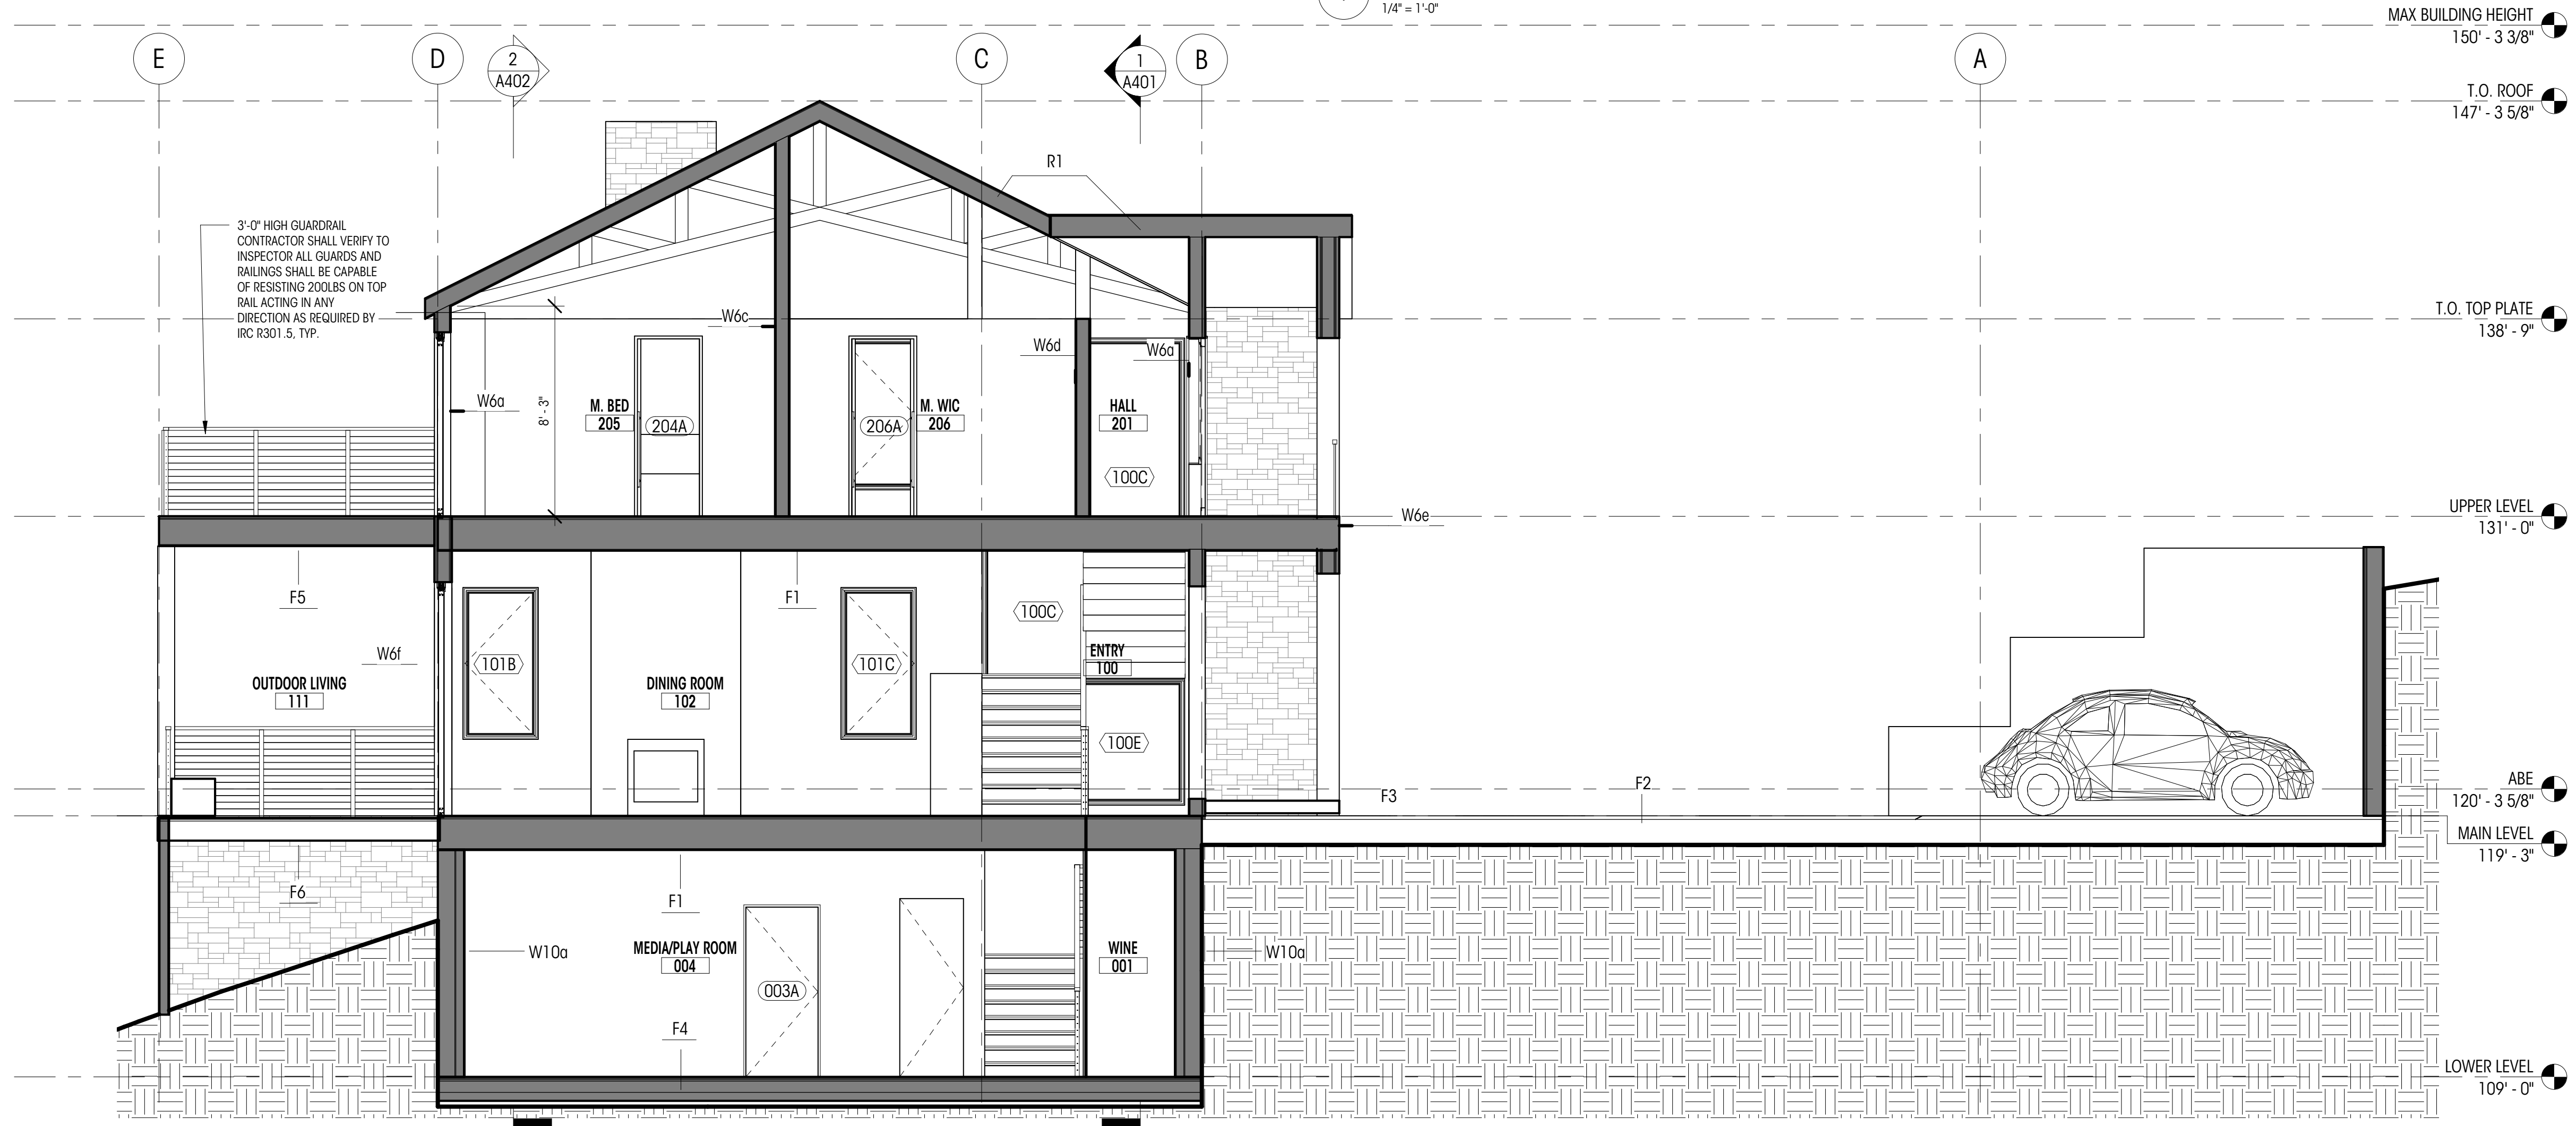 1/4" = 1'-0"
MAX BUILDING HEIGHT
150' - 3 3/8"
E
D
2
A402
C
1
A401
B
A
T.O. ROOF
147' - 3 5/8"
R1
3'-0" HIGH GUARDRAIL
CONTRACTOR SHALL VERIFY TO
INSPECTOR ALL GUARDS AND
RAILINGS SHALL BE CAPABLE
OF RESISTING 200LBS ON TOP
RAIL ACTING IN ANY
DIRECTION AS REQUIRED BY
IRC R301.5, TYP.
T.O. TOP PLATE
138' - 9"
W6c
W6d
W6a
W6a
8' - 3"
M. BED
205
204A
206A
M. WIC
206
HALL
201
100C
W6e
UPPER LEVEL
131' - 0"
F5
F1
100C
W6f
101B
101C
ENTRY
100
OUTDOOR LIVING
111
DINING ROOM
102
100E
F3
F2
ABE
120' - 3 5/8"
MAIN LEVEL
119' - 3"
F6
F1
W10a
MEDIA/PLAY ROOM
004
WINE
001
W10a
003A
F4
LOWER LEVEL
109' - 0"